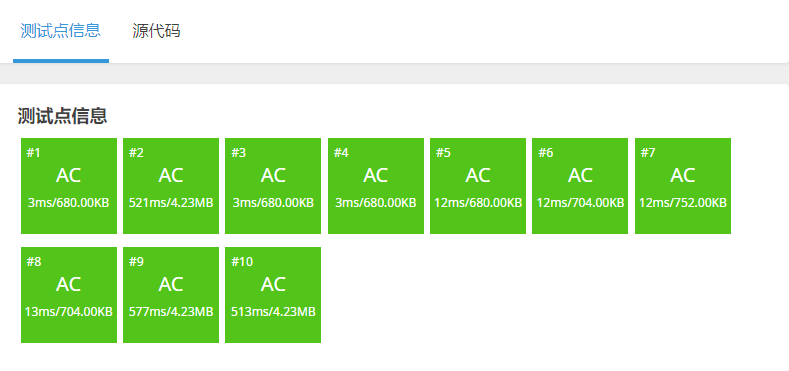 测试点信息 源代码
测试点信息
#1 #2 #3 #4 #5 #6 #7
AC AC AC AC AC AC AC
3ms/680.00KB 521ms/4.23MB 3ms/680.00KB 3ms/680.00KB 12ms/680.00KB 12ms/704.00KB 12ms/752.00KB
#8 #9 #10
AC AC AC
13ms/704.00KB 577ms/4.23MB 513ms/4.23MB